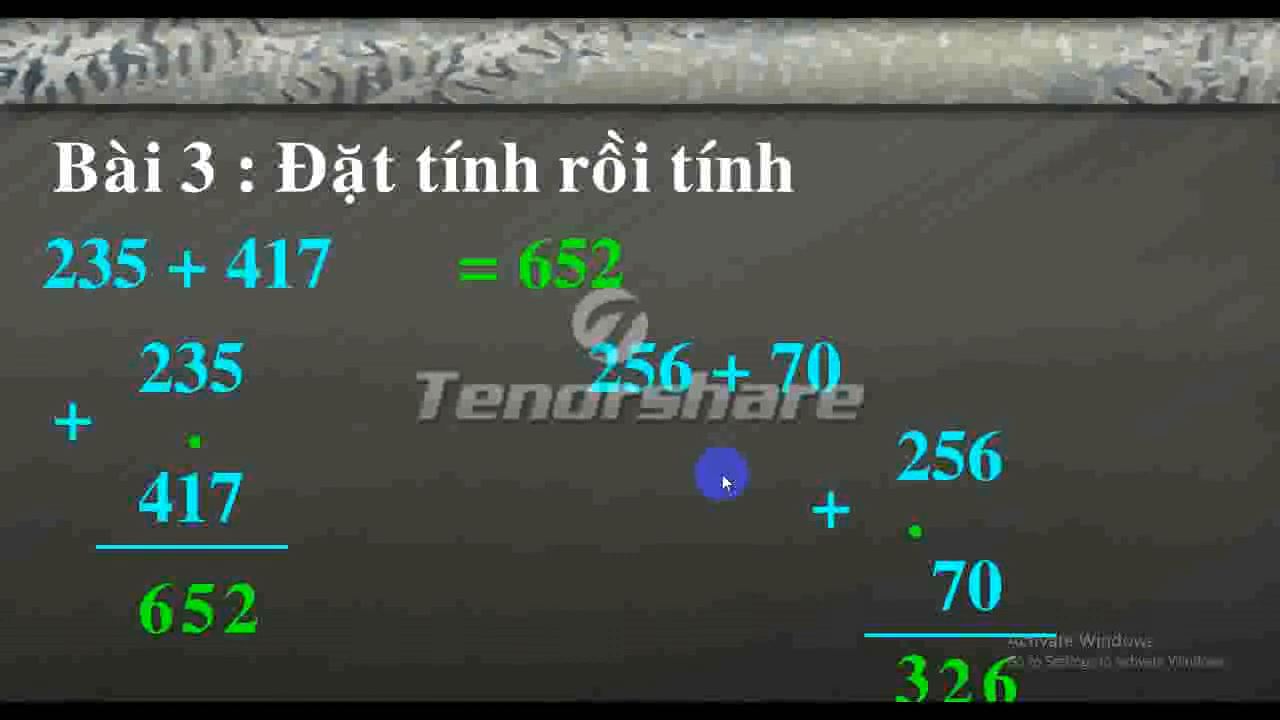 Bài 3 : Đặt tính rồi tính
235 + 417 = 652
235
+
417
652
256 + 70
Tenorshare
256
+
70
326
Activate Windows
Go to Settings to activate Windows.